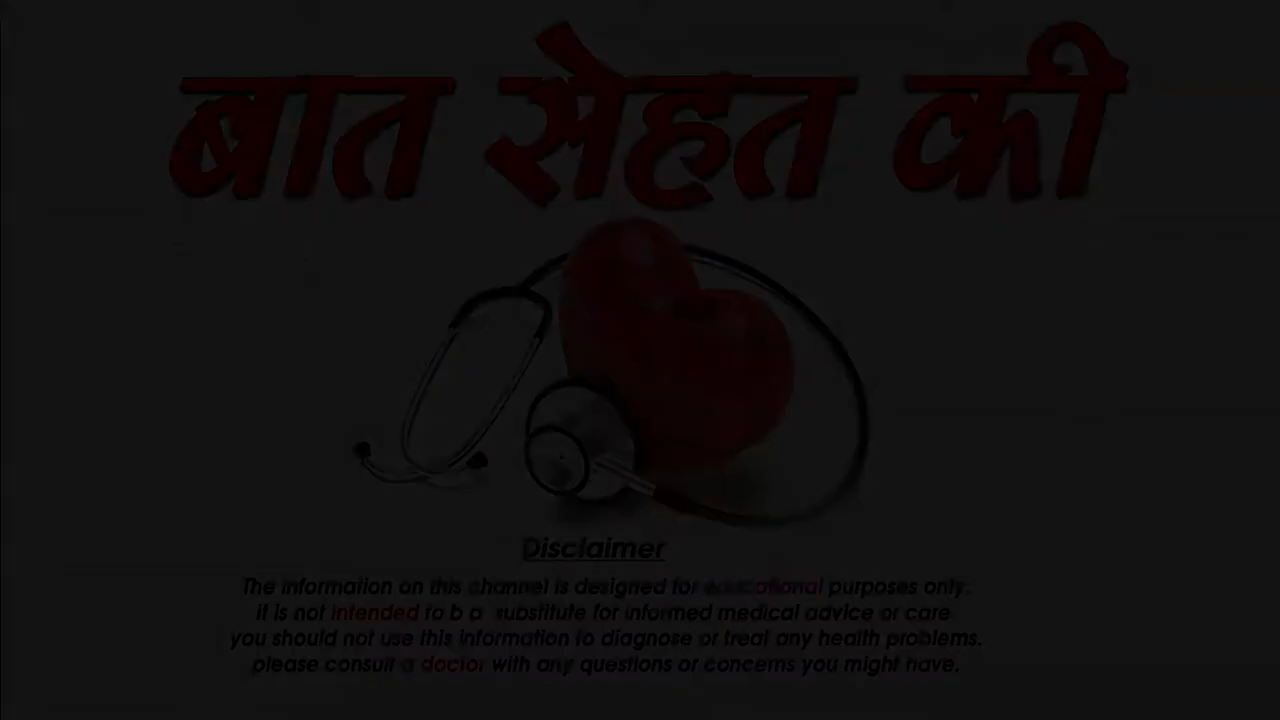 बात सेहत की
Disclaimer
The information on this channel is designed for educational purposes only.
it is not intended to b a substitute for informed medical advice or care
you should not use this information to diagnose or treat any health problems.
please consult a doctor with any questions or concerns you might have.